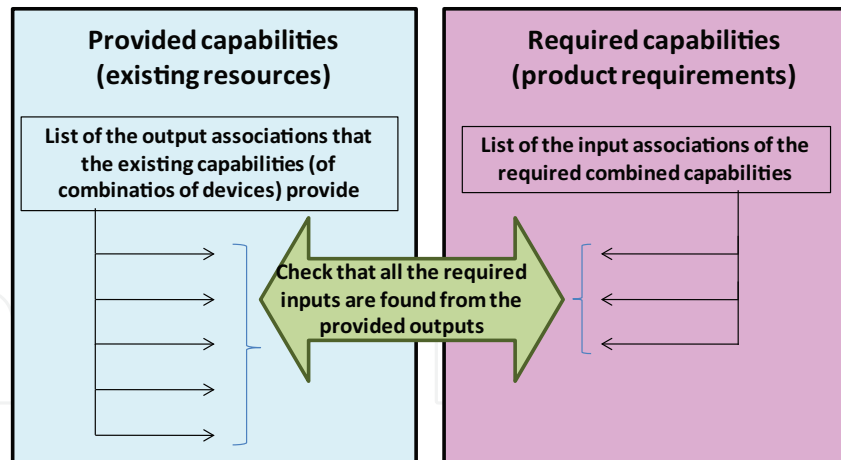 Provided capabilities
(existing resources)
List of the output associations that
the existing capabilities (of
combinatios of devices) provide
Required capabilities
(product requirements)
List of the input associations of the
required combined capabilities
Check that all the required
inputs are found from the
provided outputs